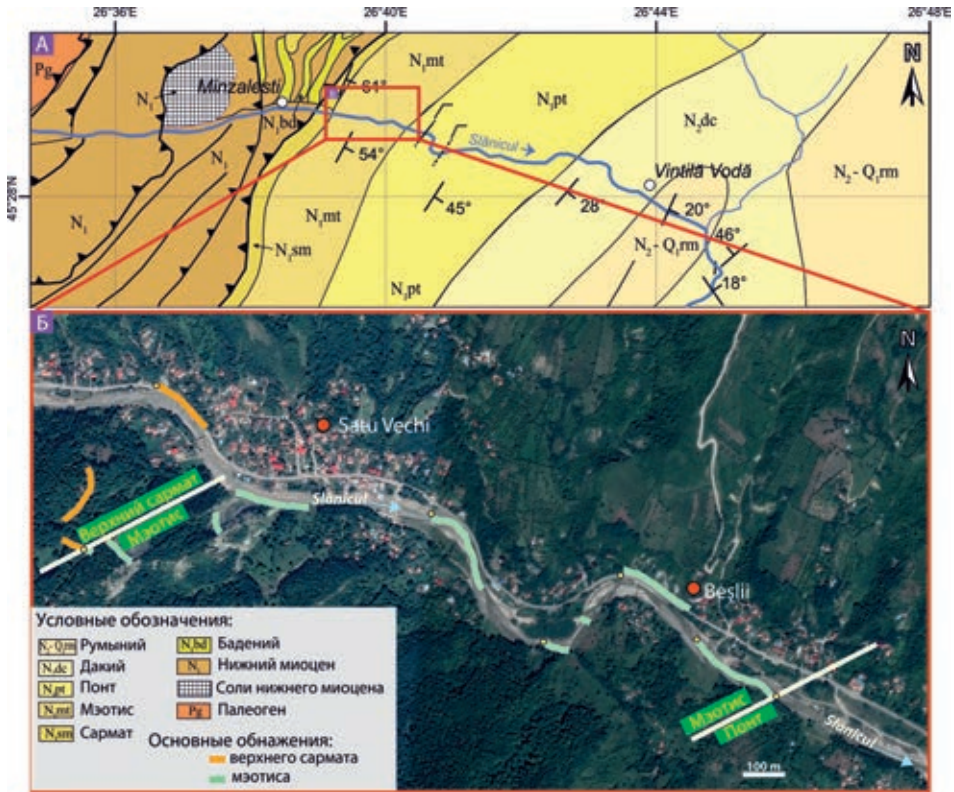 26°36'E 26°40' 26°44' 26°48'E
А
Pg
N₁
Minzalesti
N₁bd
61°
N₁mt
N₁pt
N₂dc
N
54°
Slănicul
Vintilă Vodă
N₂ - Q₁rm
45°28'N
N₁
N₁
N₁sm
N₁mt
45°
28°
20°
46°
N₂ - Q₁rm
18°
N₁pt
Б
N
Satu Vechi
Slănicul
Верхний сармат
Мэотис
Beşlii
Мэотис
Понт
Slănicul
100 m
Условные обозначения:
N₂- Q₁rm Румыний
N₂dc Дакий
N₁pt Понт
N₁mt Мэотис
N₁sm Сармат
N₁bd Бадений
N₁ Нижний миоцен
Соли нижнего миоцена
Pg Палеоген
Основные обнажения:
верхнего сармата
мэотиса